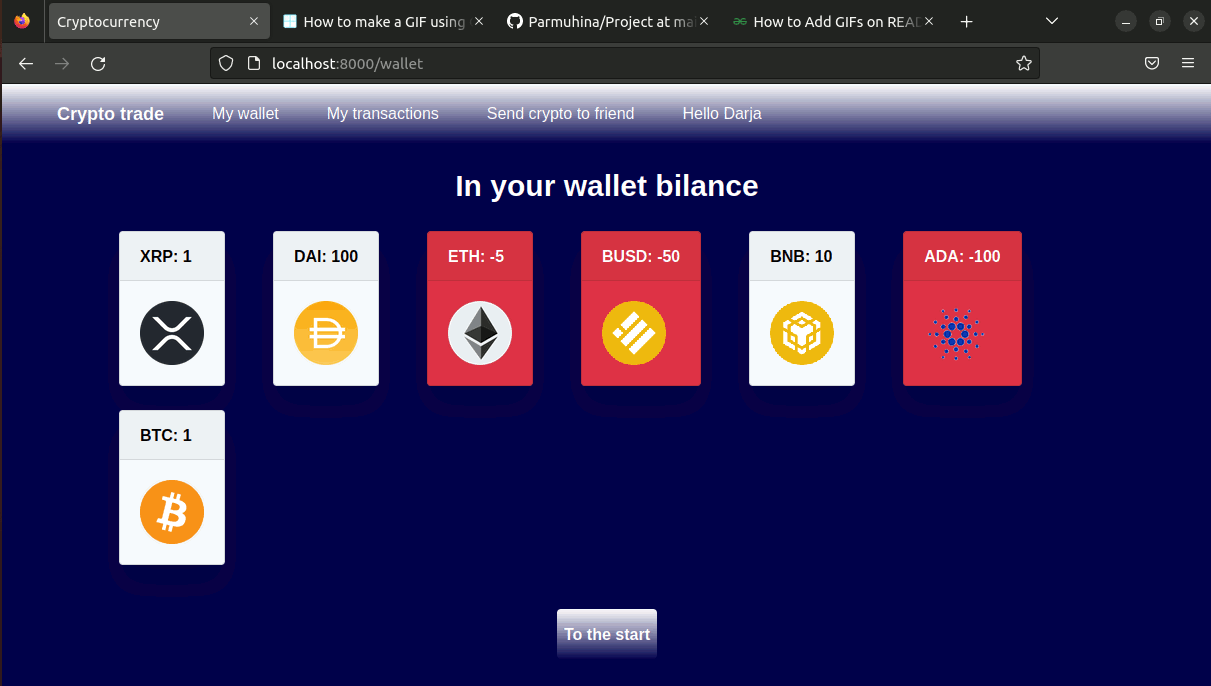 Cryptocurrency
How to make a GIF using
Parmuhina/Project at mai
How to Add GIFs on READ
localhost:8000/wallet
Crypto trade My wallet My transactions Send crypto to friend Hello Darja
In your wallet bilance
XRP: 1 DAI: 100 ETH: -5 BUSD: -50 BNB: 10 ADA: -100
BTC: 1
To the start